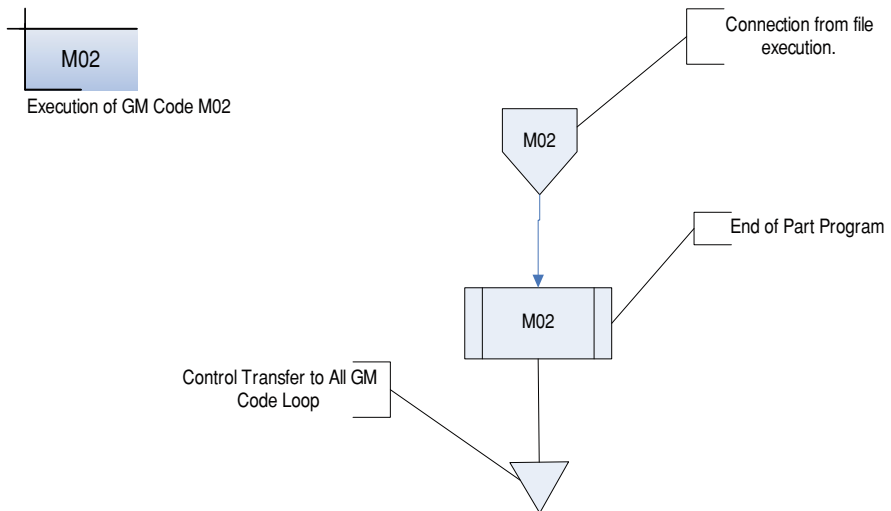 M02
Execution of GM Code M02
Connection from file
execution.
M02
End of Part Program
M02
Control Transfer to All GM
Code Loop